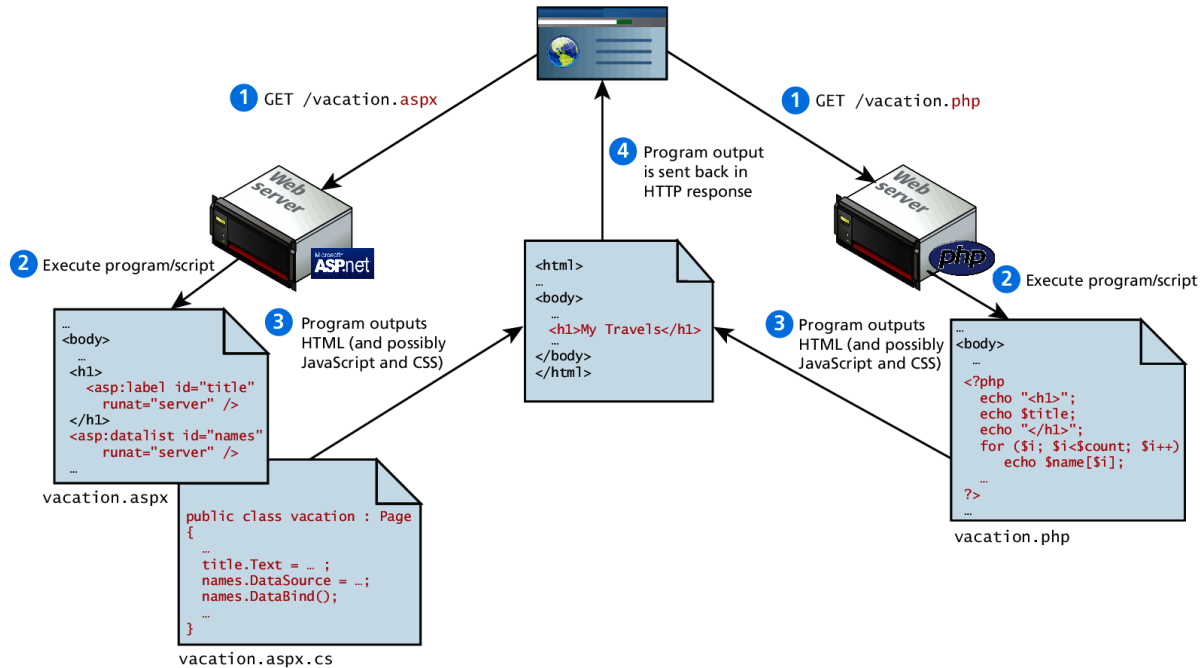 1 GET /vacation.aspx
1 GET /vacation.php
4 Program output
is sent back in
HTTP response
Web
server
Microsoft
ASP.net
Web
server
php
2 Execute program/script
2 Execute program/script
3 Program outputs
HTML (and possibly
JavaScript and CSS)
3 Program outputs
HTML (and possibly
JavaScript and CSS)
<html>
…
<body>
…
<h1>My Travels</h1>
…
</body>
</html>
…
<body>
…
<h1>
<asp:label id="title"
runat="server" />
</h1>
<asp:datalist id="names"
runat="server" />
…
vacation.aspx
public class vacation : Page
{
…
title.Text = … ;
names.DataSource = …;
names.DataBind();
…
}
vacation.aspx.cs
…
<body>
…
<?php
echo "<h1>";
echo $title;
echo "</h1>";
for ($i; $i<$count; $i++)
echo $name[$i];
…
?>
…
vacation.php